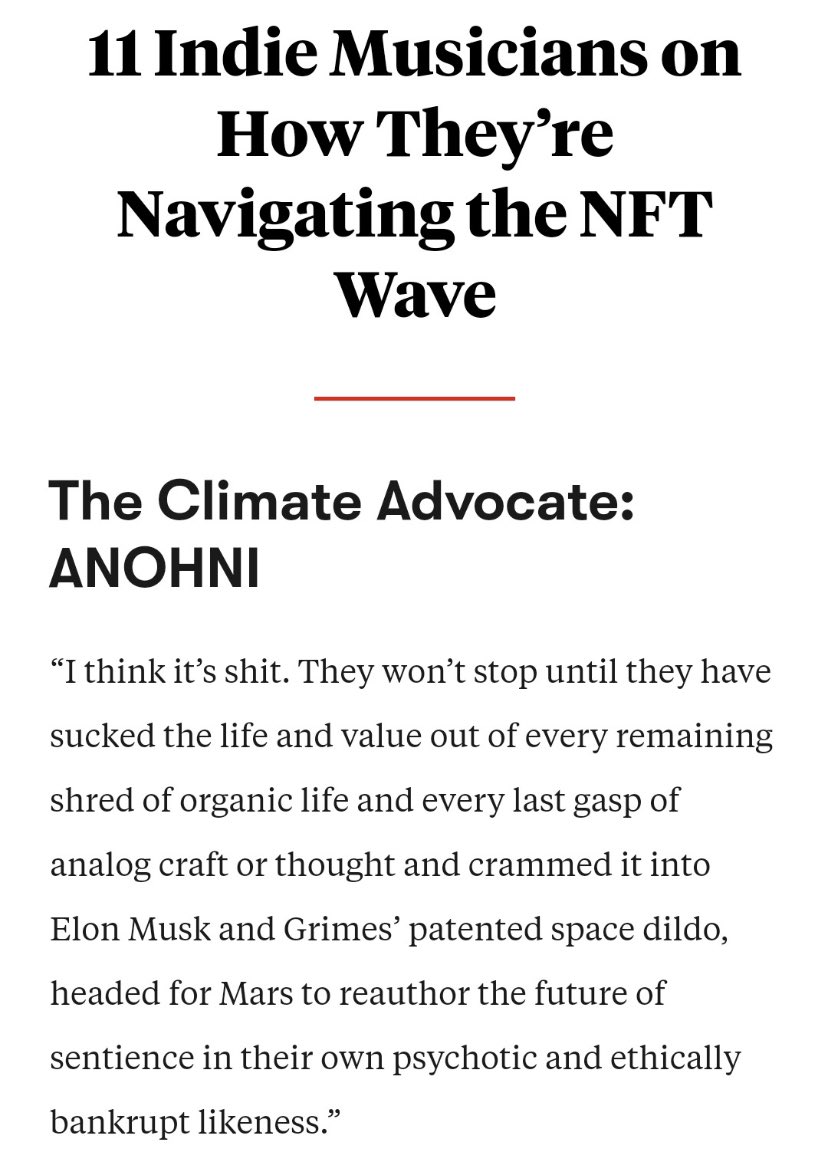 11 Indie Musicians on
How They’re
Navigating the NFT
Wave
The Climate Advocate:
ANOHNI
“I think it’s shit. They won’t stop until they have
sucked the life and value out of every remaining
shred of organic life and every last gasp of
analog craft or thought and crammed it into
Elon Musk and Grimes’ patented space dildo,
headed for Mars to reauthor the future of
sentience in their own psychotic and ethically
bankrupt likeness.”